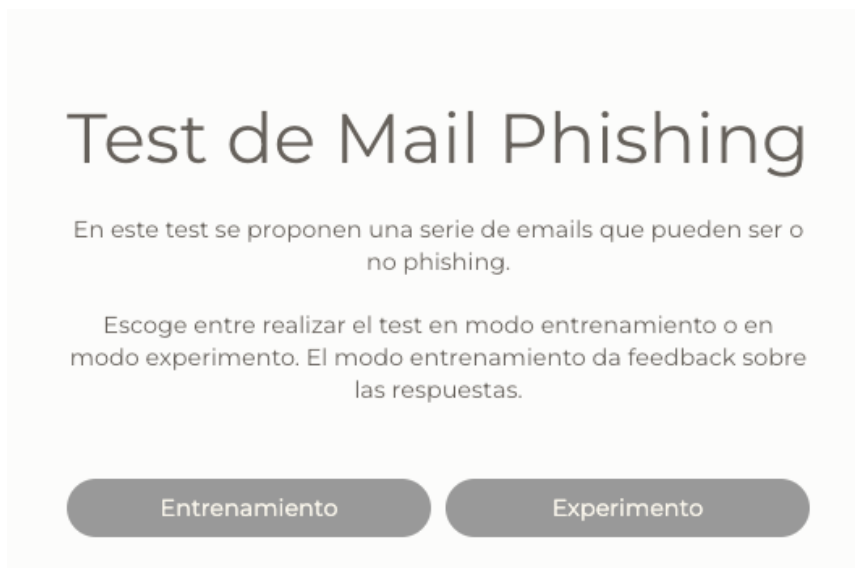 Test de Mail Phishing
En este test se proponen una serie de emails que pueden ser o
no phishing.
Escoge entre realizar el test en modo entrenamiento o en
modo experimento. El modo entrenamiento da feedback sobre
las respuestas.
Entrenamiento
Experimento